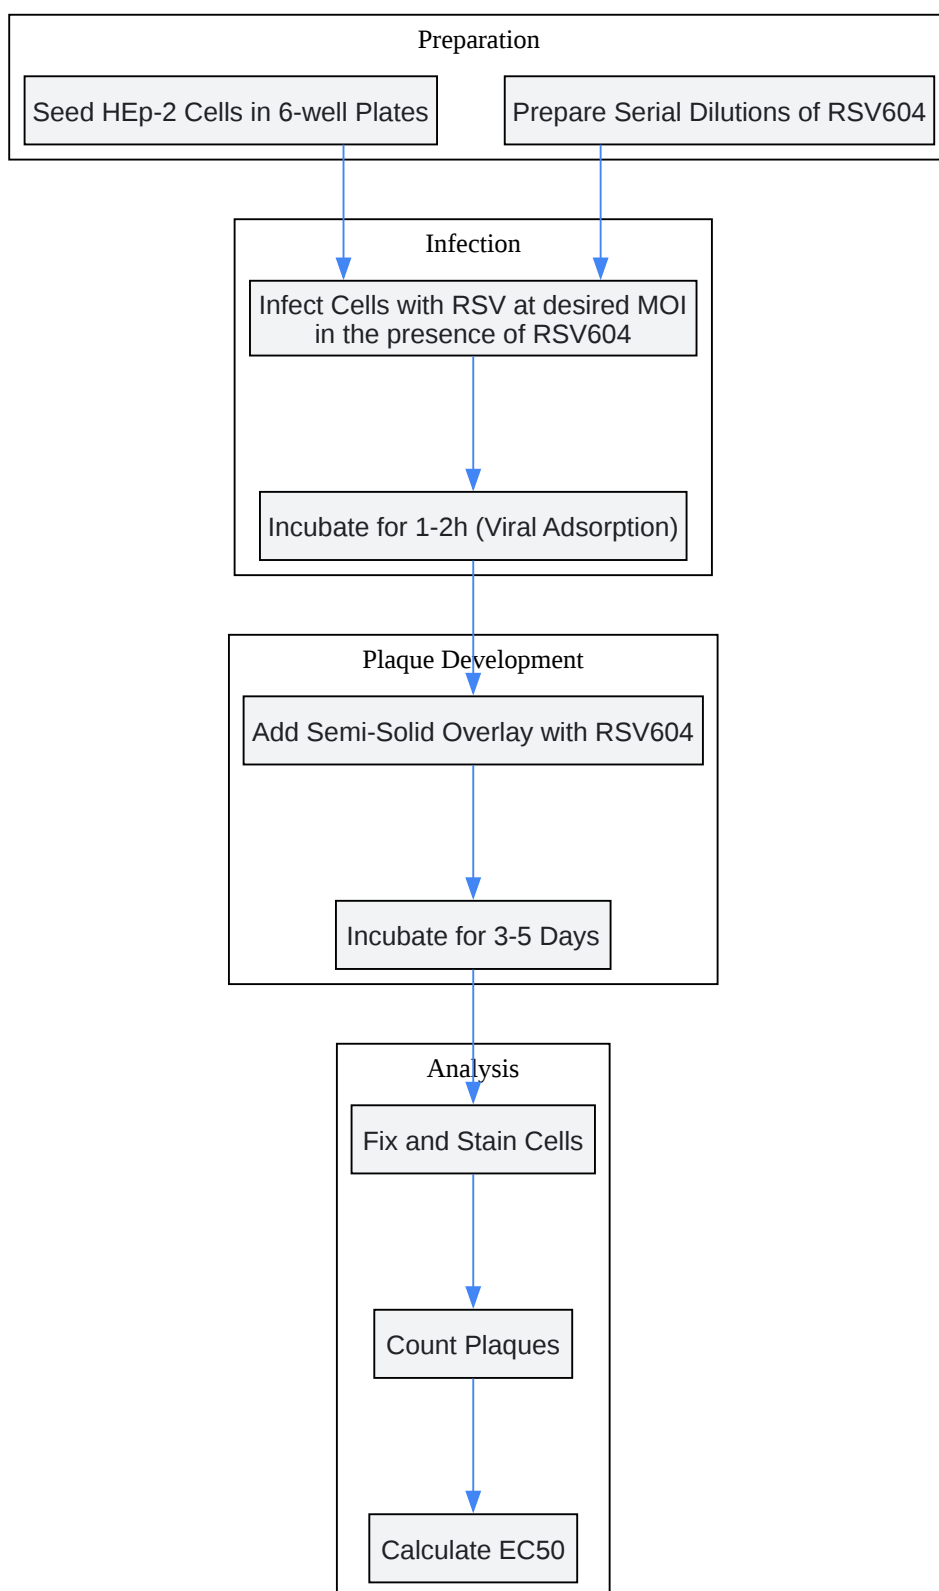 Preparation
Seed HEp-2 Cells in 6-well Plates
Prepare Serial Dilutions of RSV604
Infection
Infect Cells with RSV at desired MOI
in the presence of RSV604
Incubate for 1-2h (Viral Adsorption)
Plaque Development
Add Semi-Solid Overlay with RSV604
Incubate for 3-5 Days
Analysis
Fix and Stain Cells
Count Plaques
Calculate EC50